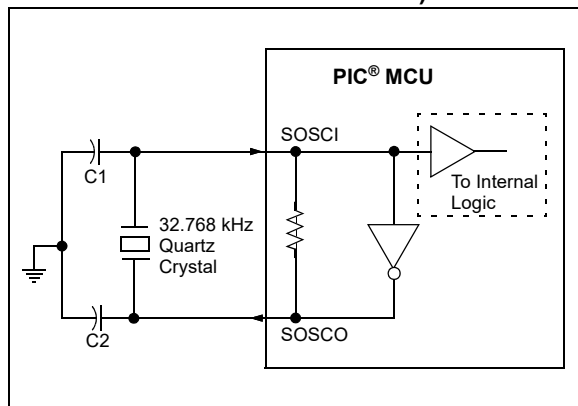 PIC® MCU
SOSCI
C1
To Internal
Logic
32.768 kHz
Quartz
Crystal
SOSCO
C2